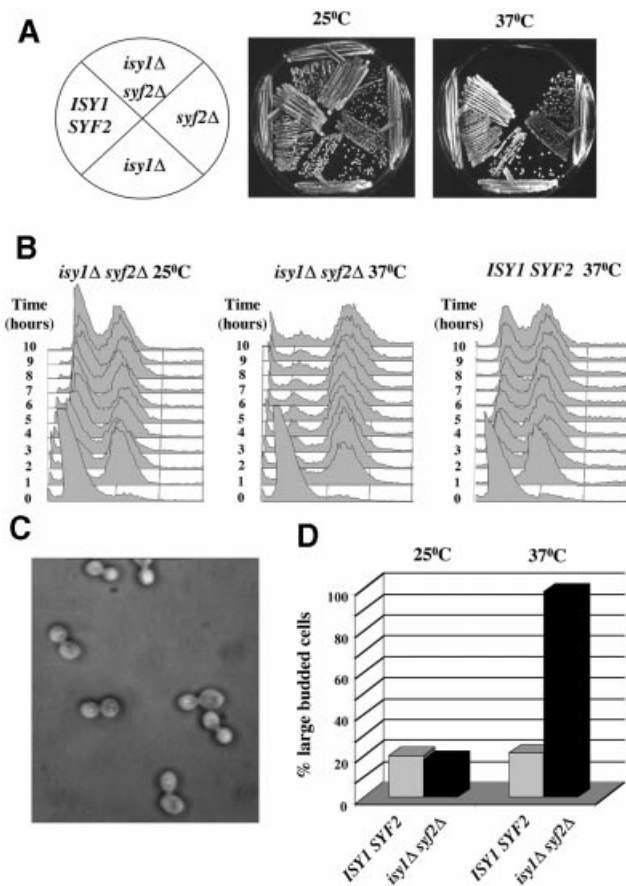 A
25⁰C
37⁰C
isy1Δ
syf2Δ
ISY1
SYF2
syf2Δ
isy1Δ
B
isy1Δ syf2Δ 25⁰C
isy1Δ syf2Δ 37⁰C
ISY1 SYF2 37⁰C
Time
(hours)
10
9
8
7
6
5
4
3
2
1
0
Time
(hours)
10
9
8
7
6
5
4
3
2
1
0
Time
(hours)
10
9
8
7
6
5
4
3
2
1
0
C
D
25⁰C
37⁰C
% large budded cells
100
80
60
40
20
0
ISY1 SYF2
isy1Δ syf2Δ
ISY1 SYF2
isy1Δ syf2Δ